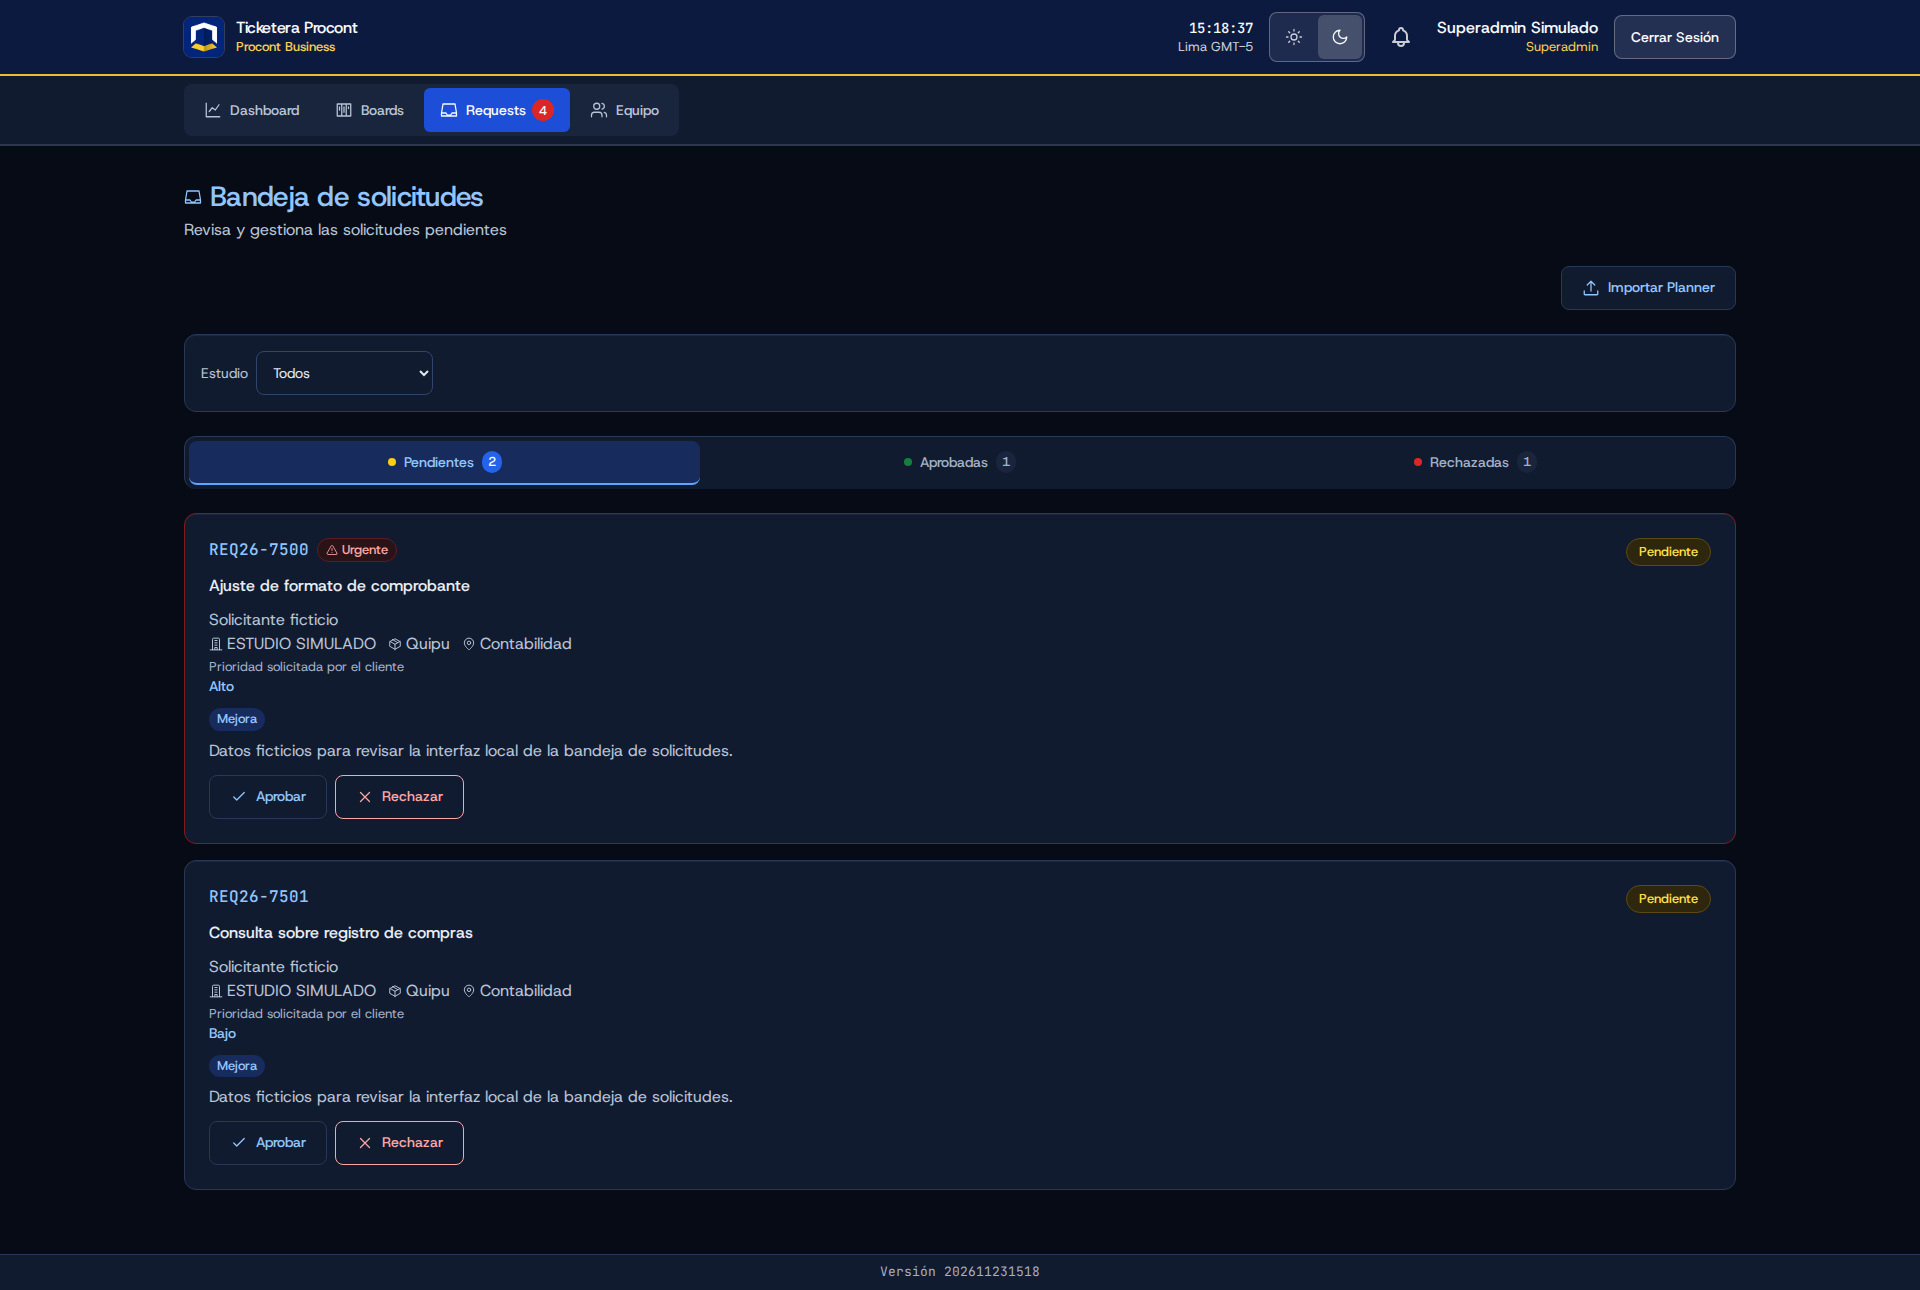 Ticketera Procont
Procont Business
15:18:37
Lima GMT-5
Superadmin Simulado
Superadmin
Cerrar Sesión
Dashboard
Boards
Requests 4
Equipo
Bandeja de solicitudes
Revisa y gestiona las solicitudes pendientes
Importar Planner
Estudio Todos
Pendientes 2
Aprobadas 1
Rechazadas 1
REQ26-7500 Urgente
Pendiente
Ajuste de formato de comprobante
Solicitante ficticio
ESTUDIO SIMULADO Quipu Contabilidad
Prioridad solicitada por el cliente
Alto
Mejora
Datos ficticios para revisar la interfaz local de la bandeja de solicitudes.
Aprobar Rechazar
REQ26-7501
Pendiente
Consulta sobre registro de compras
Solicitante ficticio
ESTUDIO SIMULADO Quipu Contabilidad
Prioridad solicitada por el cliente
Bajo
Mejora
Datos ficticios para revisar la interfaz local de la bandeja de solicitudes.
Aprobar Rechazar
Versión 202611231518